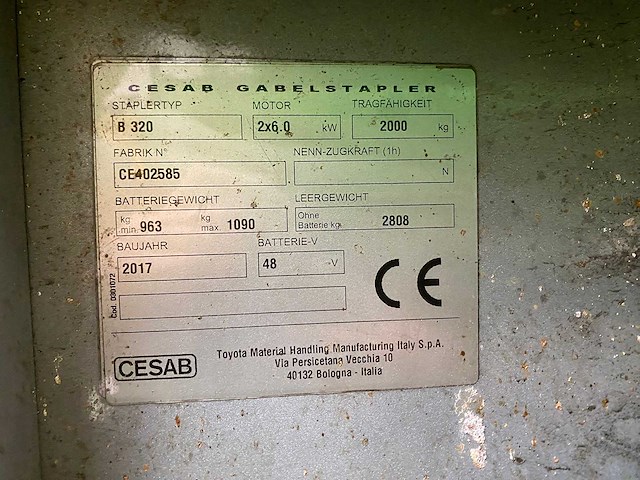 CESAB GABELSTAPLER
STAPLERTYP MOTOR TRAGFÄHIGKEIT
B 320 2x6.0 kW 2000 kg
FABRIK N° NENN-ZUGKRAFT (1h)
CE402585 N
BATTERIEGEWICHT LEERGEWICHT
kg min. 963 kg max. 1090 Ohne Batterie kg 2808
BAUJAHR BATTERIE-V
2017 48 V
CE
Cod. 0301072
CESAB
Toyota Material Handling Manufacturing Italy S.p.A.
Via Persicetana Vecchia 10
40132 Bologna - Italia